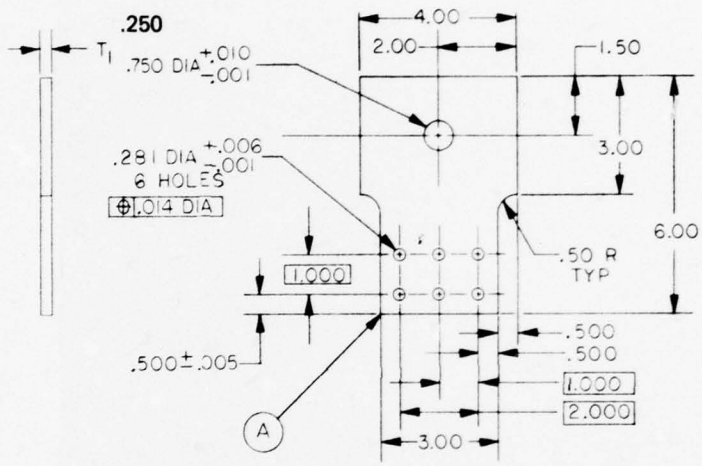 .250
T1
4.00
2.00
1.50
.750 DIA +.010 -.001
.281 DIA +.006 -.001
6 HOLES
⌖ .014 DIA
3.00
6.00
1.000
.50 R
TYP
.500±.005
.500
.500
1.000
2.000
A
3.00